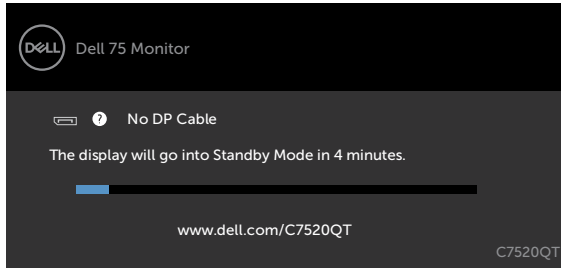 DELL Dell 75 Monitor
? No DP Cable
The display will go into Standby Mode in 4 minutes.
www.dell.com/C7520QT
C7520QT